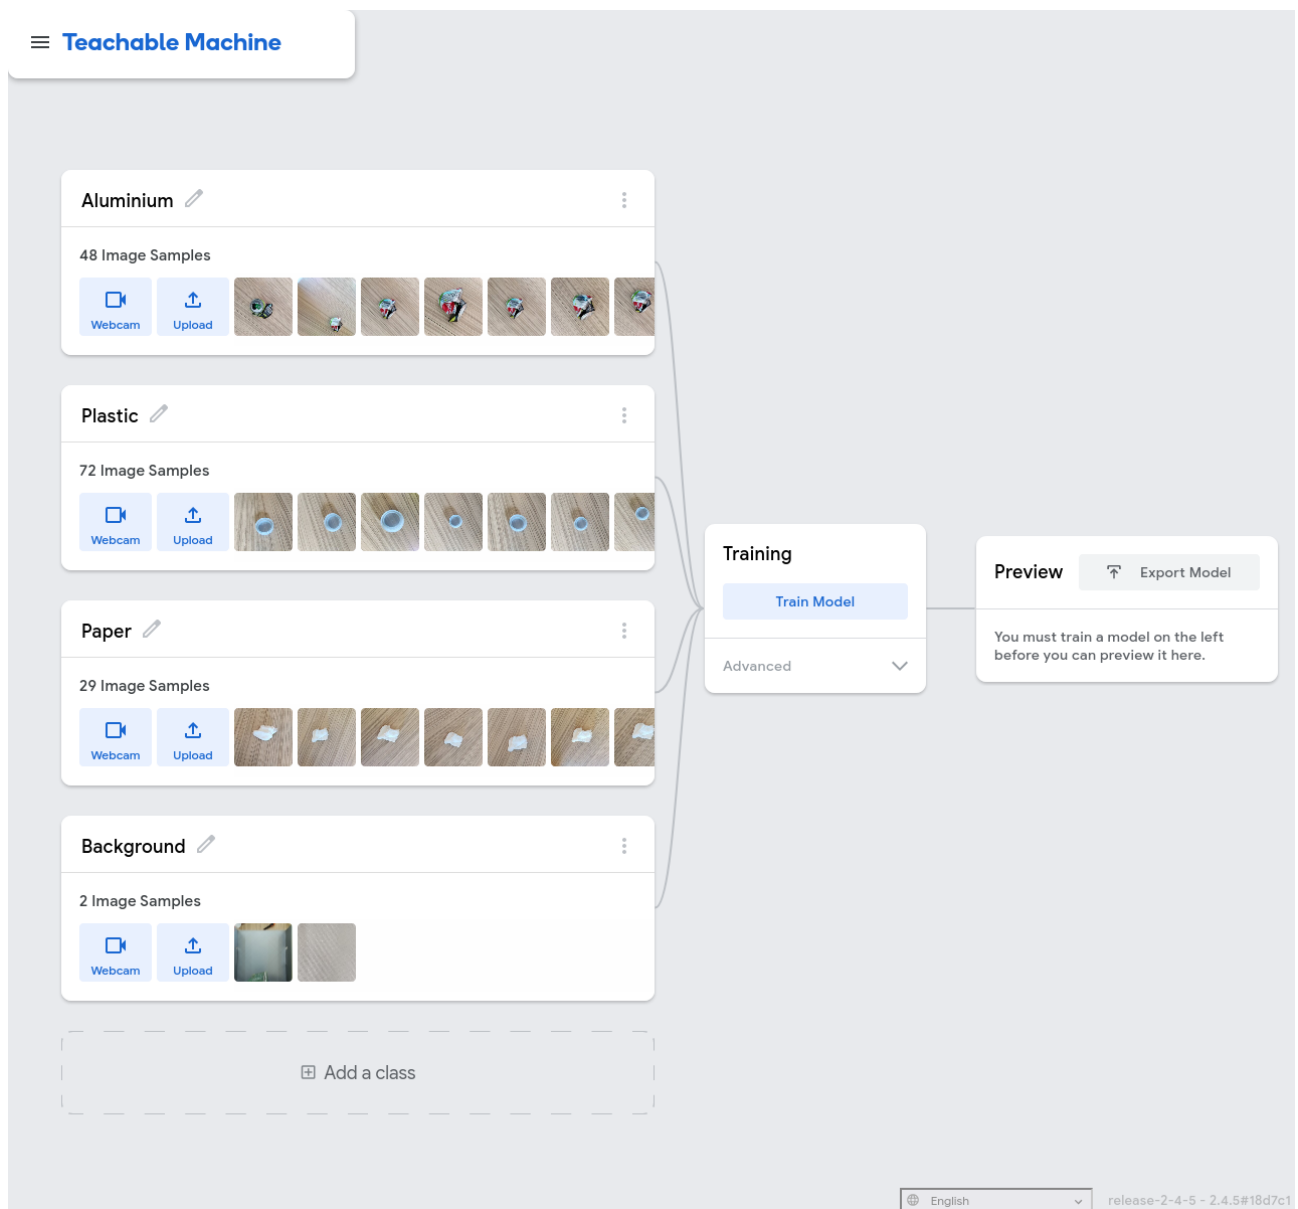 Teachable Machine
Aluminium
48 Image Samples
Webcam
Upload
Plastic
72 Image Samples
Webcam
Upload
Paper
29 Image Samples
Webcam
Upload
Background
2 Image Samples
Webcam
Upload
Add a class
Training
Train Model
Advanced
Preview
Export Model
You must train a model on the left
before you can preview it here.
English
release-2-4-5 - 2.4.5#18d7c1